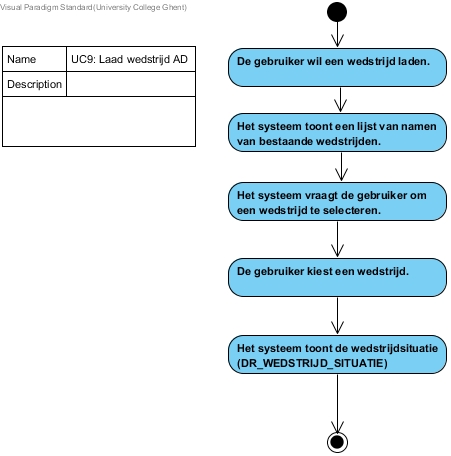 Visual Paradigm Standard(University College Ghent)
Name
UC9: Laad wedstrijd AD
Description
De gebruiker wil een wedstrijd laden.
Het systeem toont een lijst van namen
van bestaande wedstrijden.
Het systeem vraagt de gebruiker om
een wedstrijd te selecteren.
De gebruiker kiest een wedstrijd.
Het systeem toont de wedstrijdsituatie
(DR_WEDSTRIJD_SITUATIE)